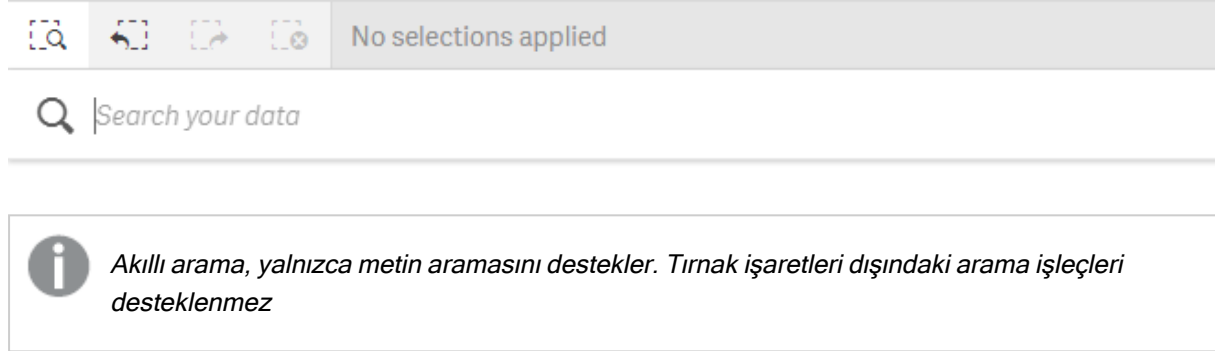 No selections applied
Search your data
Akıllı arama, yalnızca metin aramasını destekler. Tırnak işaretleri dışındaki arama işleçleri
desteklenmez